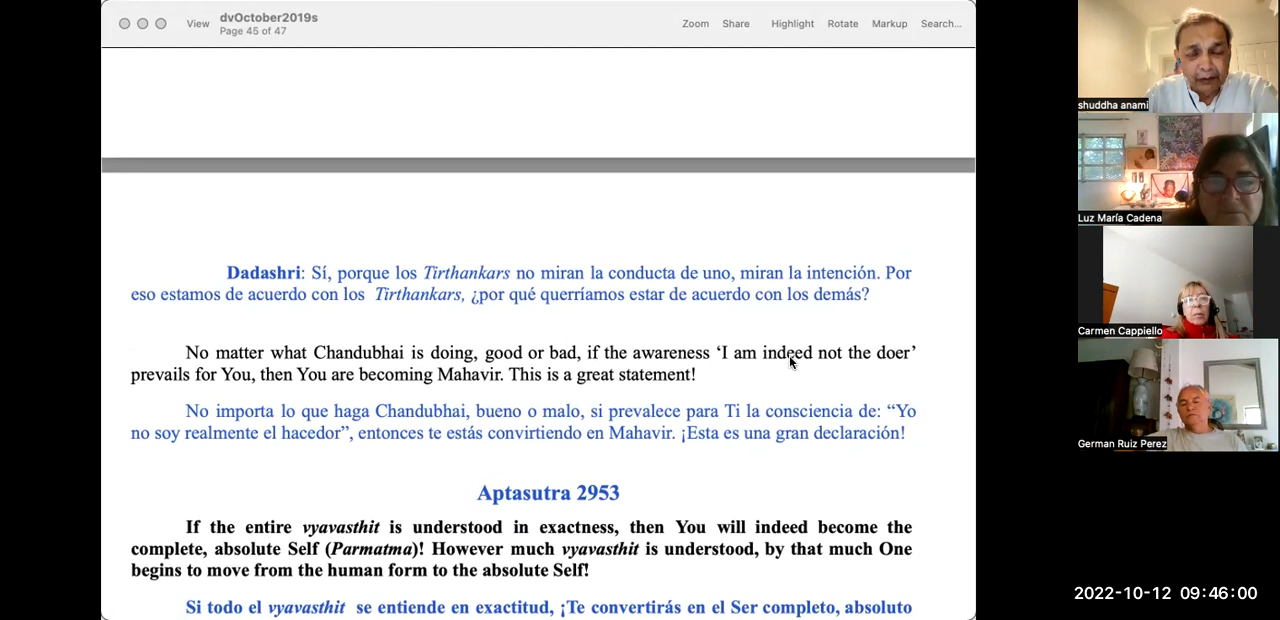 View dvOctober2019s Zoom Share Highlight Rotate Markup Search...
Page 45 of 47
Dadashri: Sí, porque los Tirthankars no miran la conducta de uno, miran la intención. Por
eso estamos de acuerdo con los Tirthankars, ¿por qué querríamos estar de acuerdo con los demás?
No matter what Chandubhai is doing, good or bad, if the awareness ‘I am indeed not the doer’
prevails for You, then You are becoming Mahavir. This is a great statement!
No importa lo que haga Chandubhai, bueno o malo, si prevalece para Ti la consciencia de: “Yo
no soy realmente el hacedor”, entonces te estás convirtiendo en Mahavir. ¡Esta es una gran declaración!
Aptasutra 2953
If the entire vyavasthit is understood in exactness, then You will indeed become the
complete, absolute Self (Parmatma)! However much vyavasthit is understood, by that much One
begins to move from the human form to the absolute Self!
Si todo el vyavasthit se entiende en exactitud, ¡Te convertirás en el Ser completo, absoluto
shuddha anami
Luz María Cadena
Carmen Cappiello
German Ruiz Perez
2022-10-12 09:46:00